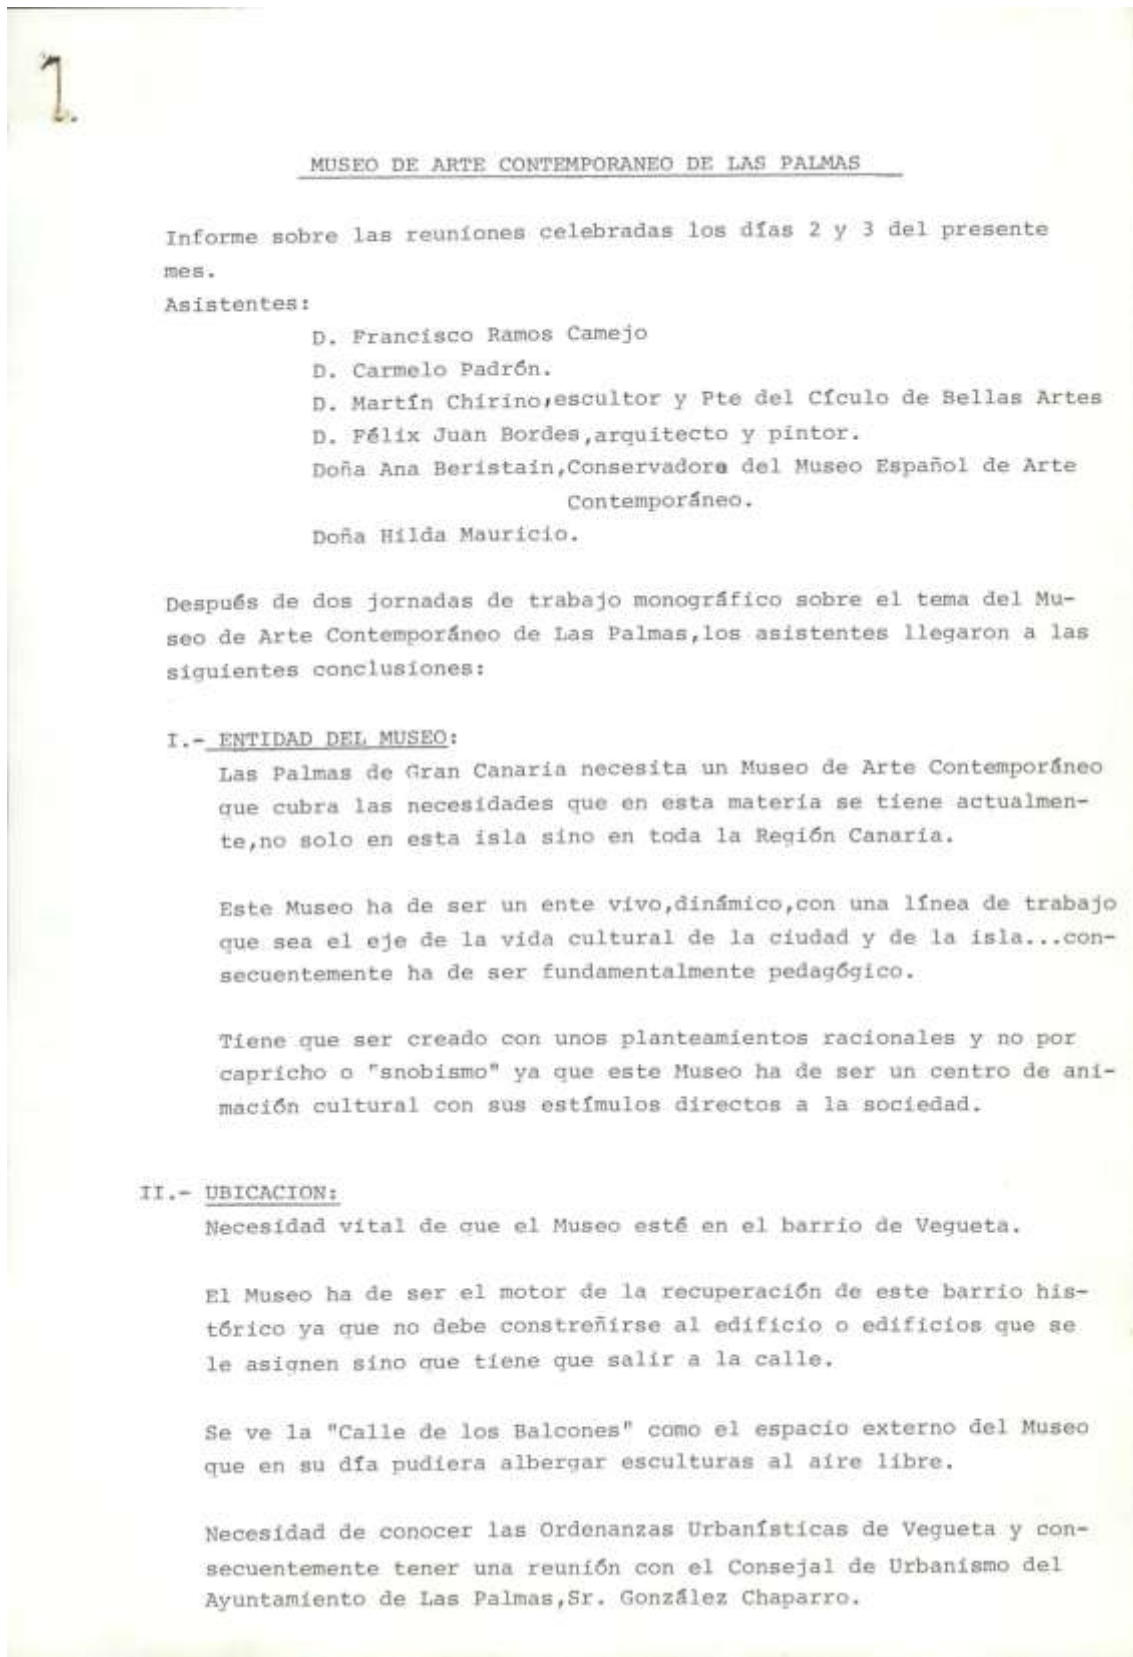 1.
MUSEO DE ARTE CONTEMPORANEO DE LAS PALMAS
Informe sobre las reuniones celebradas los días 2 y 3 del presente
mes.
Asistentes:
D. Francisco Ramos Camejo
D. Carmelo Padrón.
D. Martín Chirino,escultor y Pte del Cículo de Bellas Artes
D. Félix Juan Bordes,arquitecto y pintor.
Doña Ana Beristain,Conservadora del Museo Español de Arte
Contemporáneo.
Doña Hilda Mauricio.
Después de dos jornadas de trabajo monográfico sobre el tema del Mu-
seo de Arte Contemporáneo de Las Palmas,los asistentes llegaron a las
siguientes conclusiones:
I.- ENTIDAD DEL MUSEO:
Las Palmas de Gran Canaria necesita un Museo de Arte Contemporáneo
que cubra las necesidades que en esta materia se tiene actualmen-
te,no solo en esta isla sino en toda la Región Canaria.
Este Museo ha de ser un ente vivo,dinámico,con una línea de trabajo
que sea el eje de la vida cultural de la ciudad y de la isla...con-
secuentemente ha de ser fundamentalmente pedagógico.
Tiene que ser creado con unos planteamientos racionales y no por
capricho o "snobismo" ya que este Museo ha de ser un centro de ani-
mación cultural con sus estímulos directos a la sociedad.
II.- UBICACION:
Necesidad vital de que el Museo esté en el barrio de Vegueta.
El Museo ha de ser el motor de la recuperación de este barrio his-
tórico ya que no debe constreñirse al edificio o edificios que se
le asignen sino que tiene que salir a la calle.
Se ve la "Calle de los Balcones" como el espacio externo del Museo
que en su día pudiera albergar esculturas al aire libre.
Necesidad de conocer las Ordenanzas Urbanísticas de Vegueta y con-
secuentemente tener una reunión con el Consejal de Urbanismo del
Ayuntamiento de Las Palmas,Sr. González Chaparro.